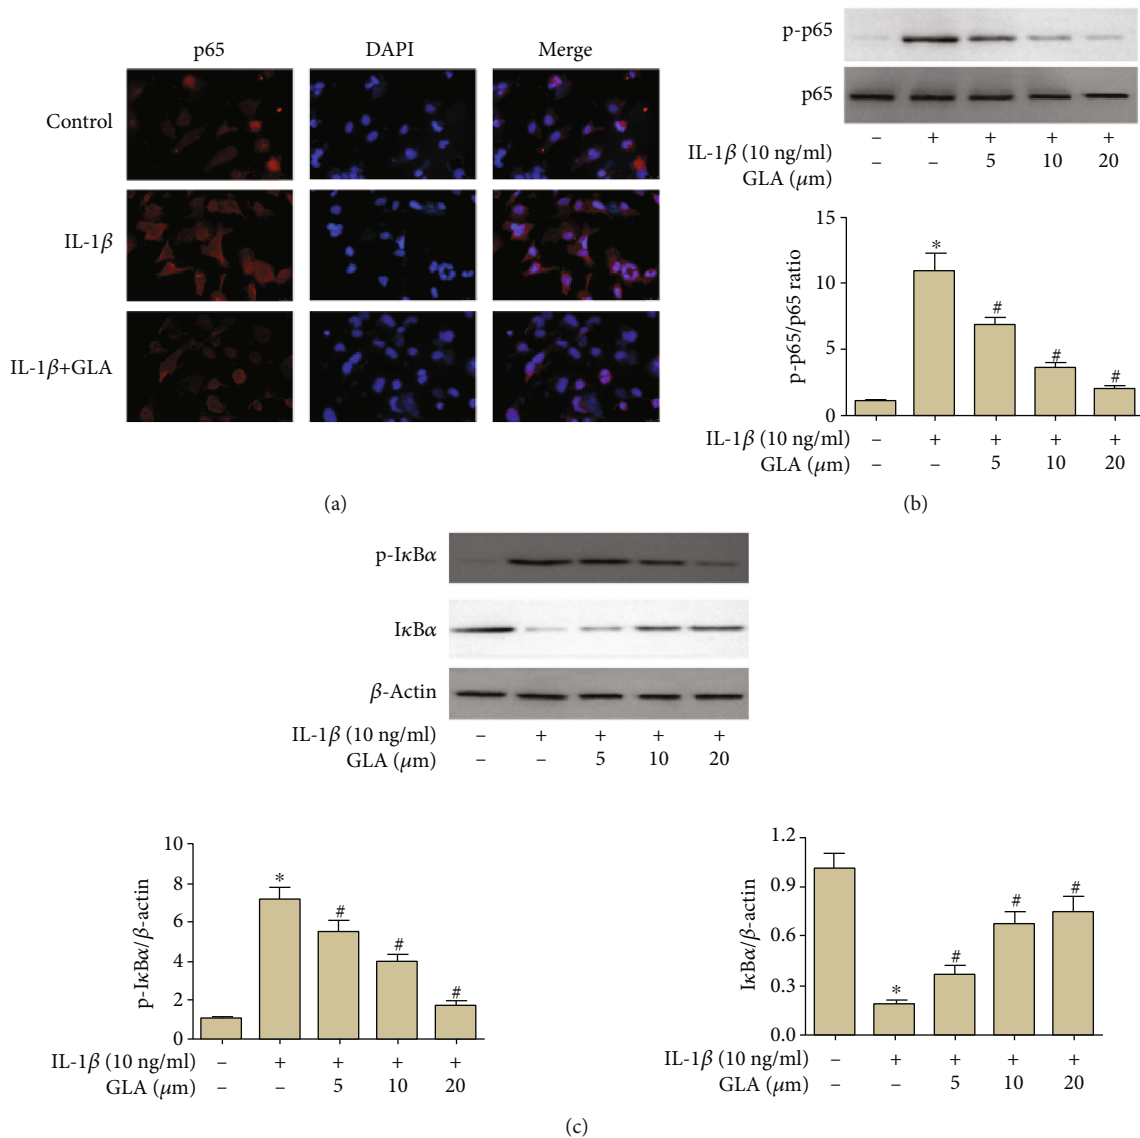 p65 DAPI Merge
Control
IL-1β
IL-1β+GLA
(a)
p-p65
p65
– + + + +
IL-1β (10 ng/ml)
– – 5 10 20
GLA (μm)
15
10
5
0
p-p65/p65 ratio
* # # #
IL-1β (10 ng/ml) – + + + +
GLA (μm) – – 5 10 20
(b)
p-IκBα
IκBα
β-Actin
IL-1β (10 ng/ml) – + + + +
GLA (μm) – – 5 10 20
10
8
6
4
2
0
p-IκBα/β-actin
* # # #
IL-1β (10 ng/ml) – + + + +
GLA (μm) – – 5 10 20
1.2
0.9
0.6
0.3
0.0
IκBα/β-actin
* # # #
IL-1β (10 ng/ml) – + + + +
GLA (μm) – – 5 10 20
(c)